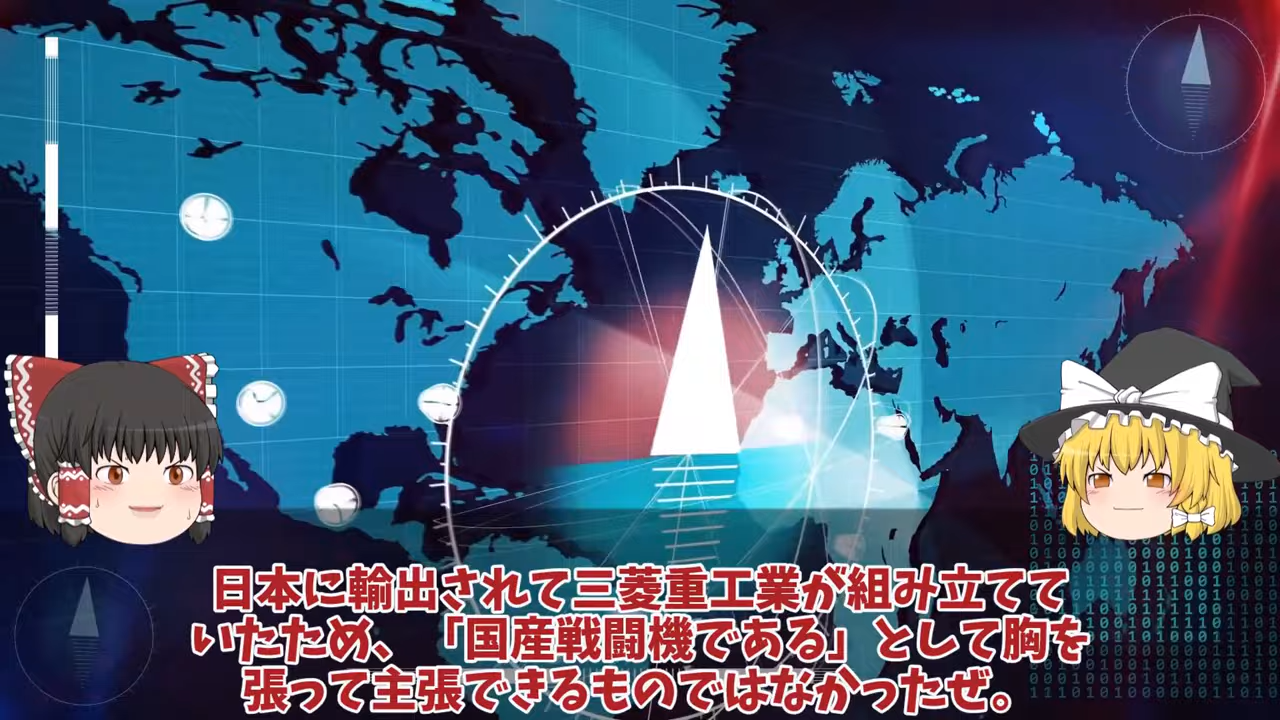 日本に輸出されて三菱重工業が組み立てて
いたため、「国産戦闘機である」として胸を
張って主張できるものではなかったぜ。